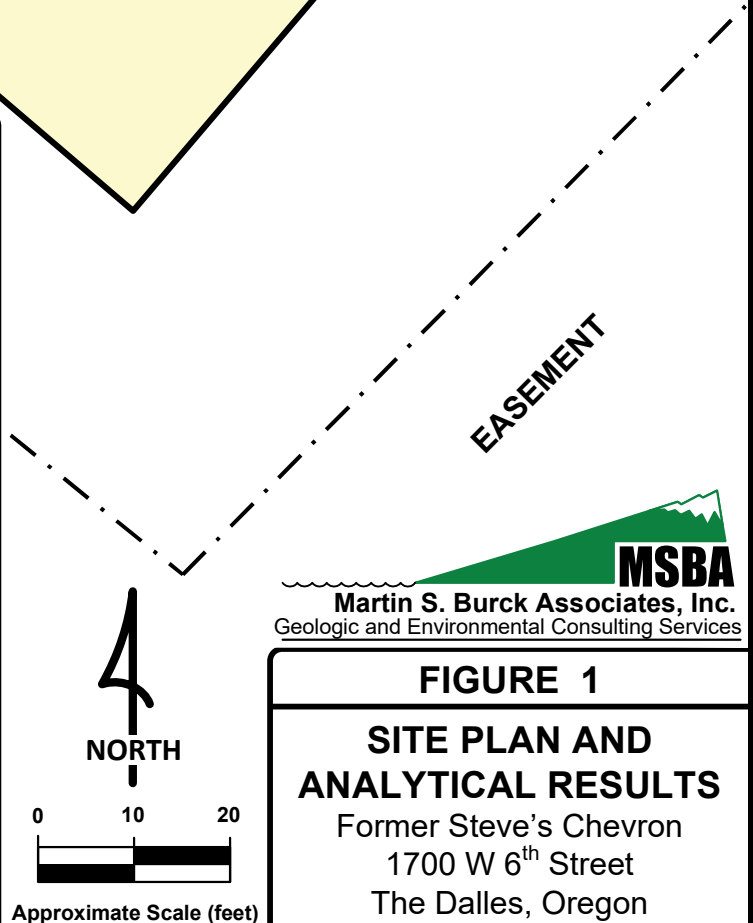 EASEMENT
MSBA
Martin S. Burck Associates, Inc.
Geologic and Environmental Consulting Services
NORTH
0 10 20
Approximate Scale (feet)
FIGURE 1
SITE PLAN AND
ANALYTICAL RESULTS
Former Steve's Chevron
1700 W 6th Street
The Dalles, Oregon